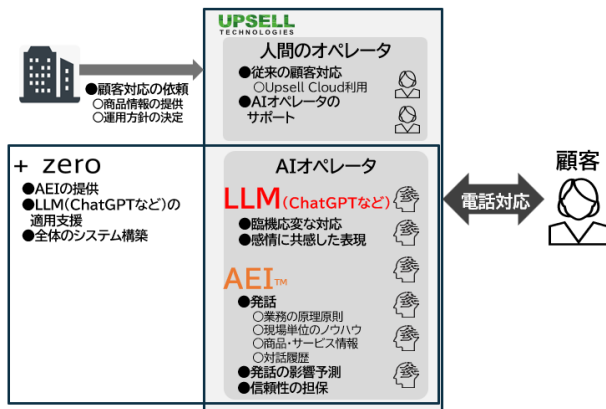 UPSELL
TECHNOLOGIES
人間のオペレータ
●従来の顧客対応
○Upsell Cloud利用
●AIオペレータの
サポート
●顧客対応の依頼
○商品情報の提供
○運用方針の決定
+ zero
●AEIの提供
●LLM(ChatGPTなど)の
適用支援
●全体のシステム構築
AIオペレータ
LLM(ChatGPTなど)
●臨機応変な対応
●感情に共感した表現
AEI™
●発話
○業務の原理原則
○現場単位のノウハウ
○商品・サービス情報
○対話履歴
●発話の影響予測
●信頼性の担保
電話対応
顧客